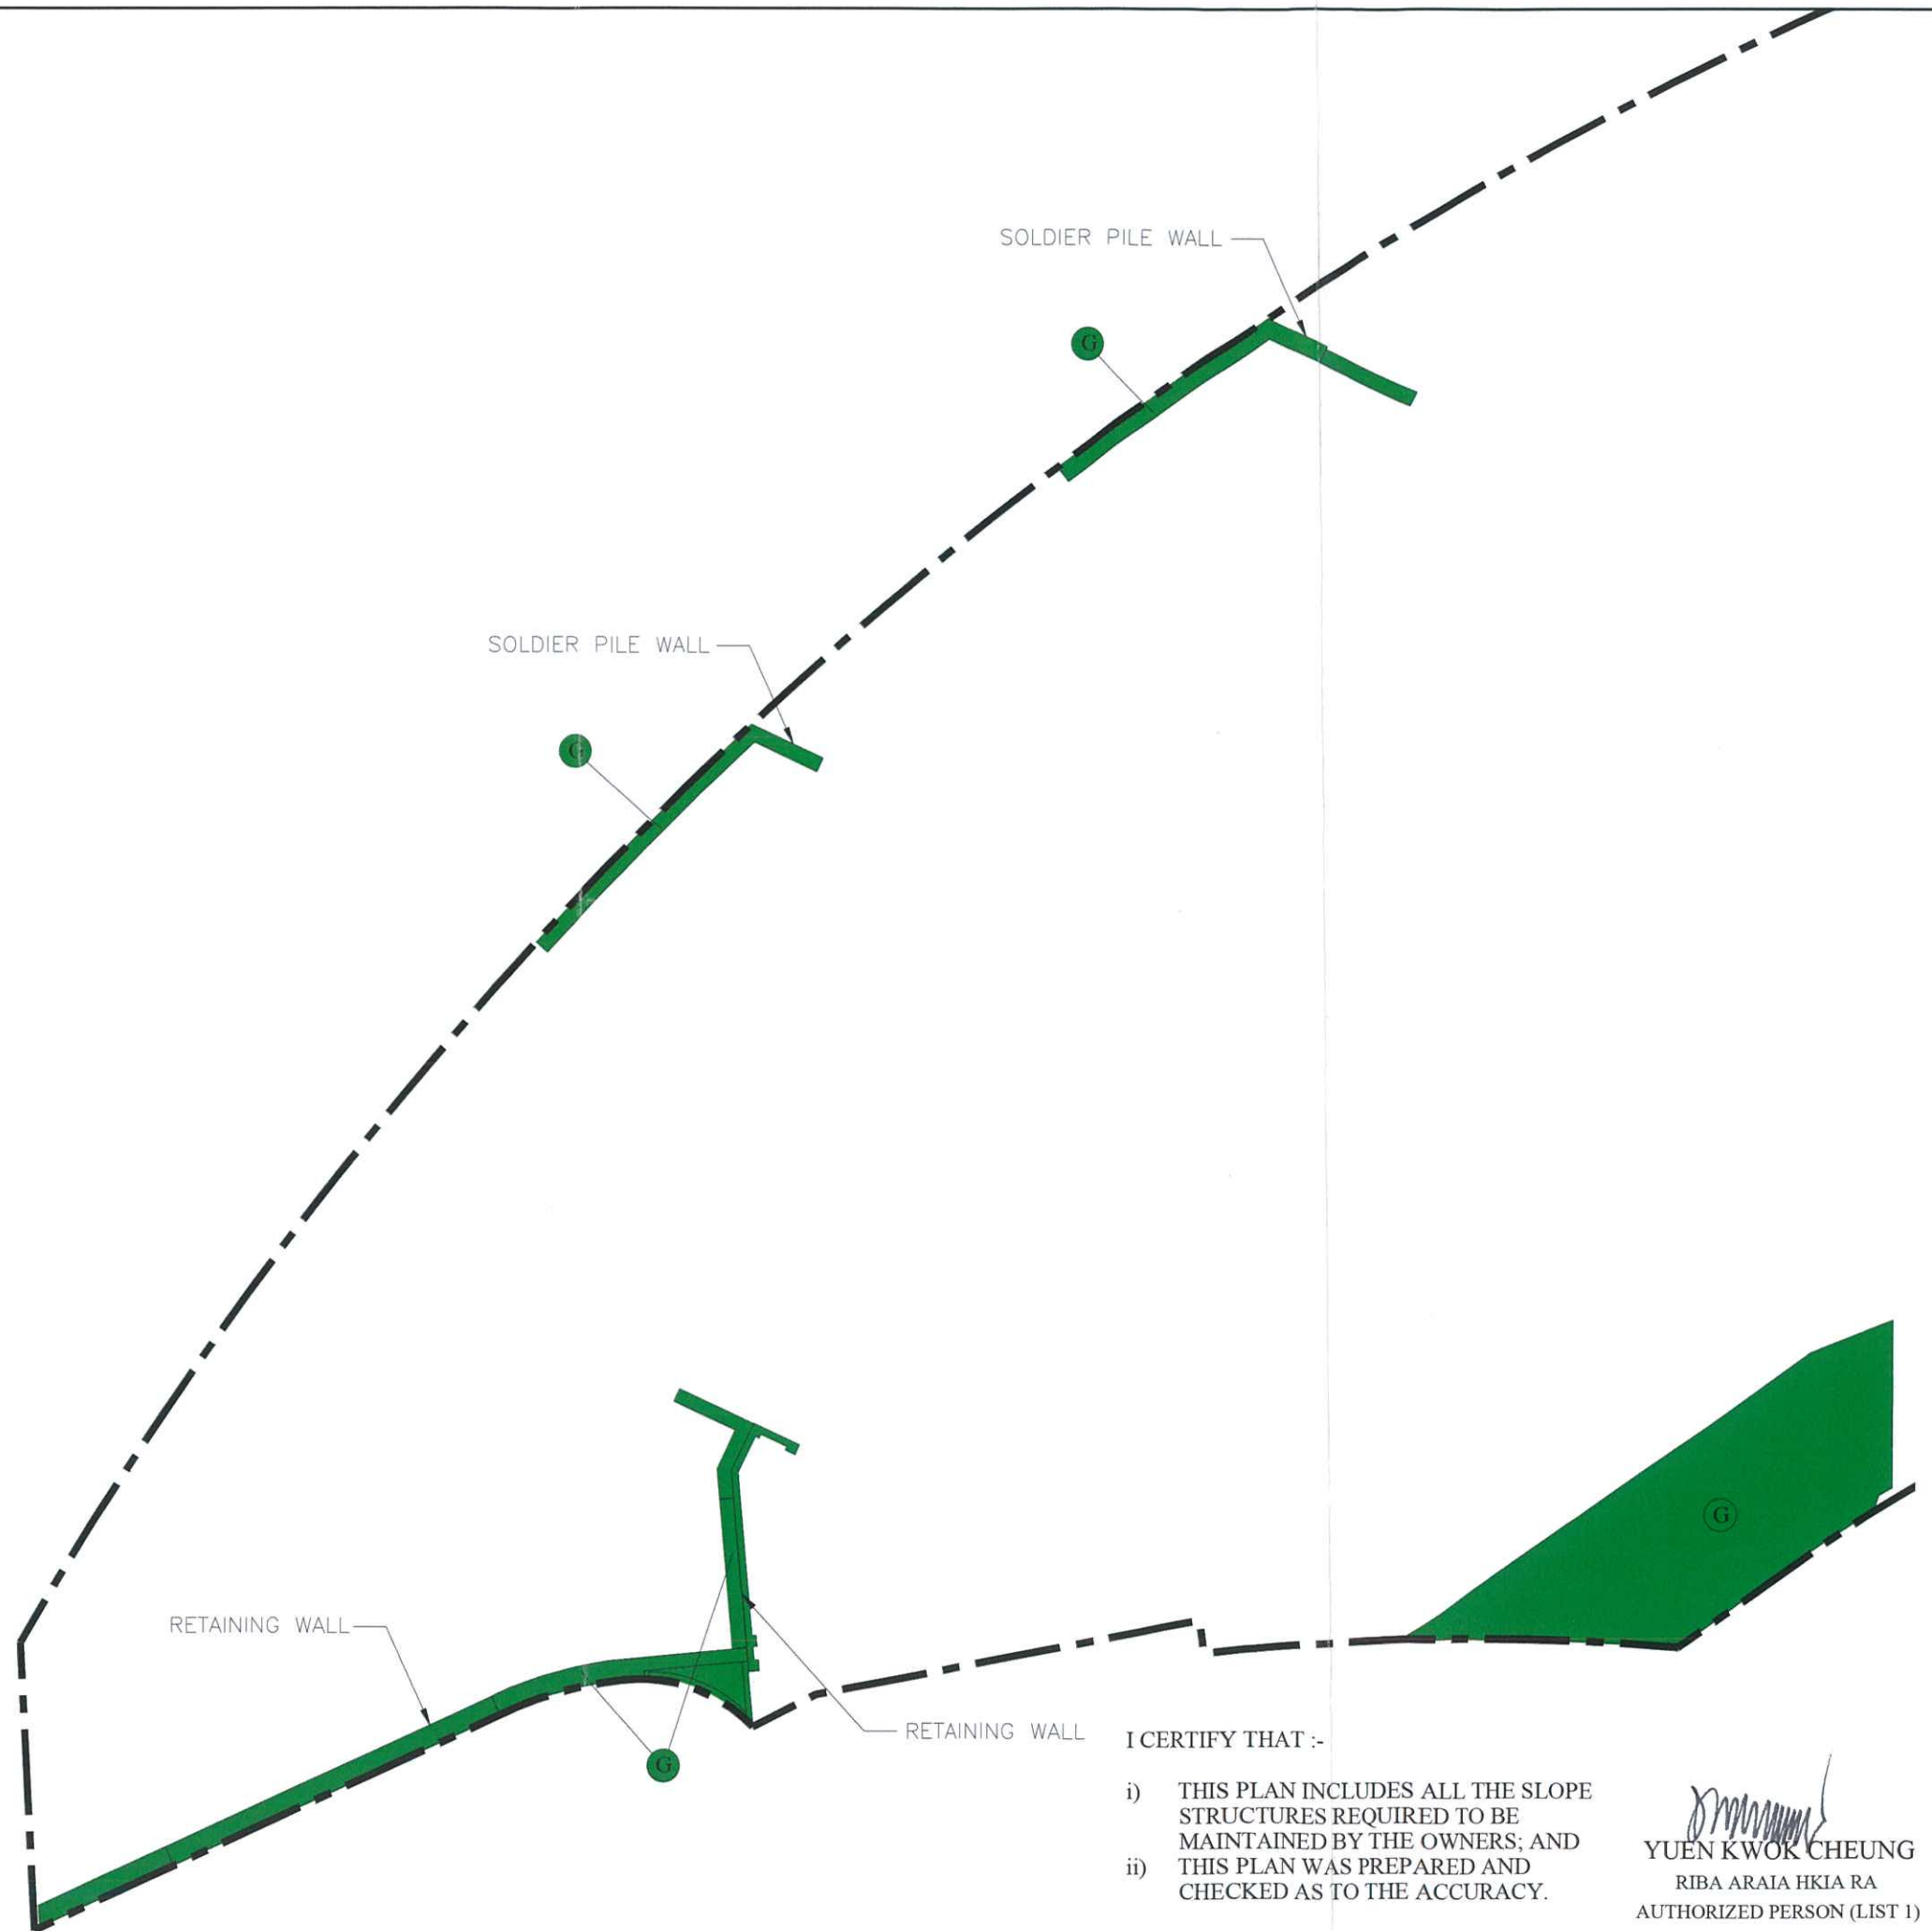 SOLDIER PILE WALL
G
SOLDIER PILE WALL
G
G
RETAINING WALL
RETAINING WALL
G
I CERTIFY THAT :-
i) THIS PLAN INCLUDES ALL THE SLOPE
STRUCTURES REQUIRED TO BE
MAINTAINED BY THE OWNERS; AND
ii) THIS PLAN WAS PREPARED AND
CHECKED AS TO THE ACCURACY.
YUEN KWOK CHEUNG
RIBA ARAIA HKIA RA
AUTHORIZED PERSON (LIST 1)